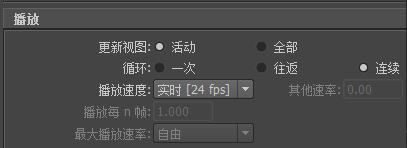 播放
更新视图: 活动 全部
循环: 一次 往返 连续
播放速度: 实时 [24 fps] 其他速率: 0.00
播放每 n 帧: 1.000
最大播放速率: 自由